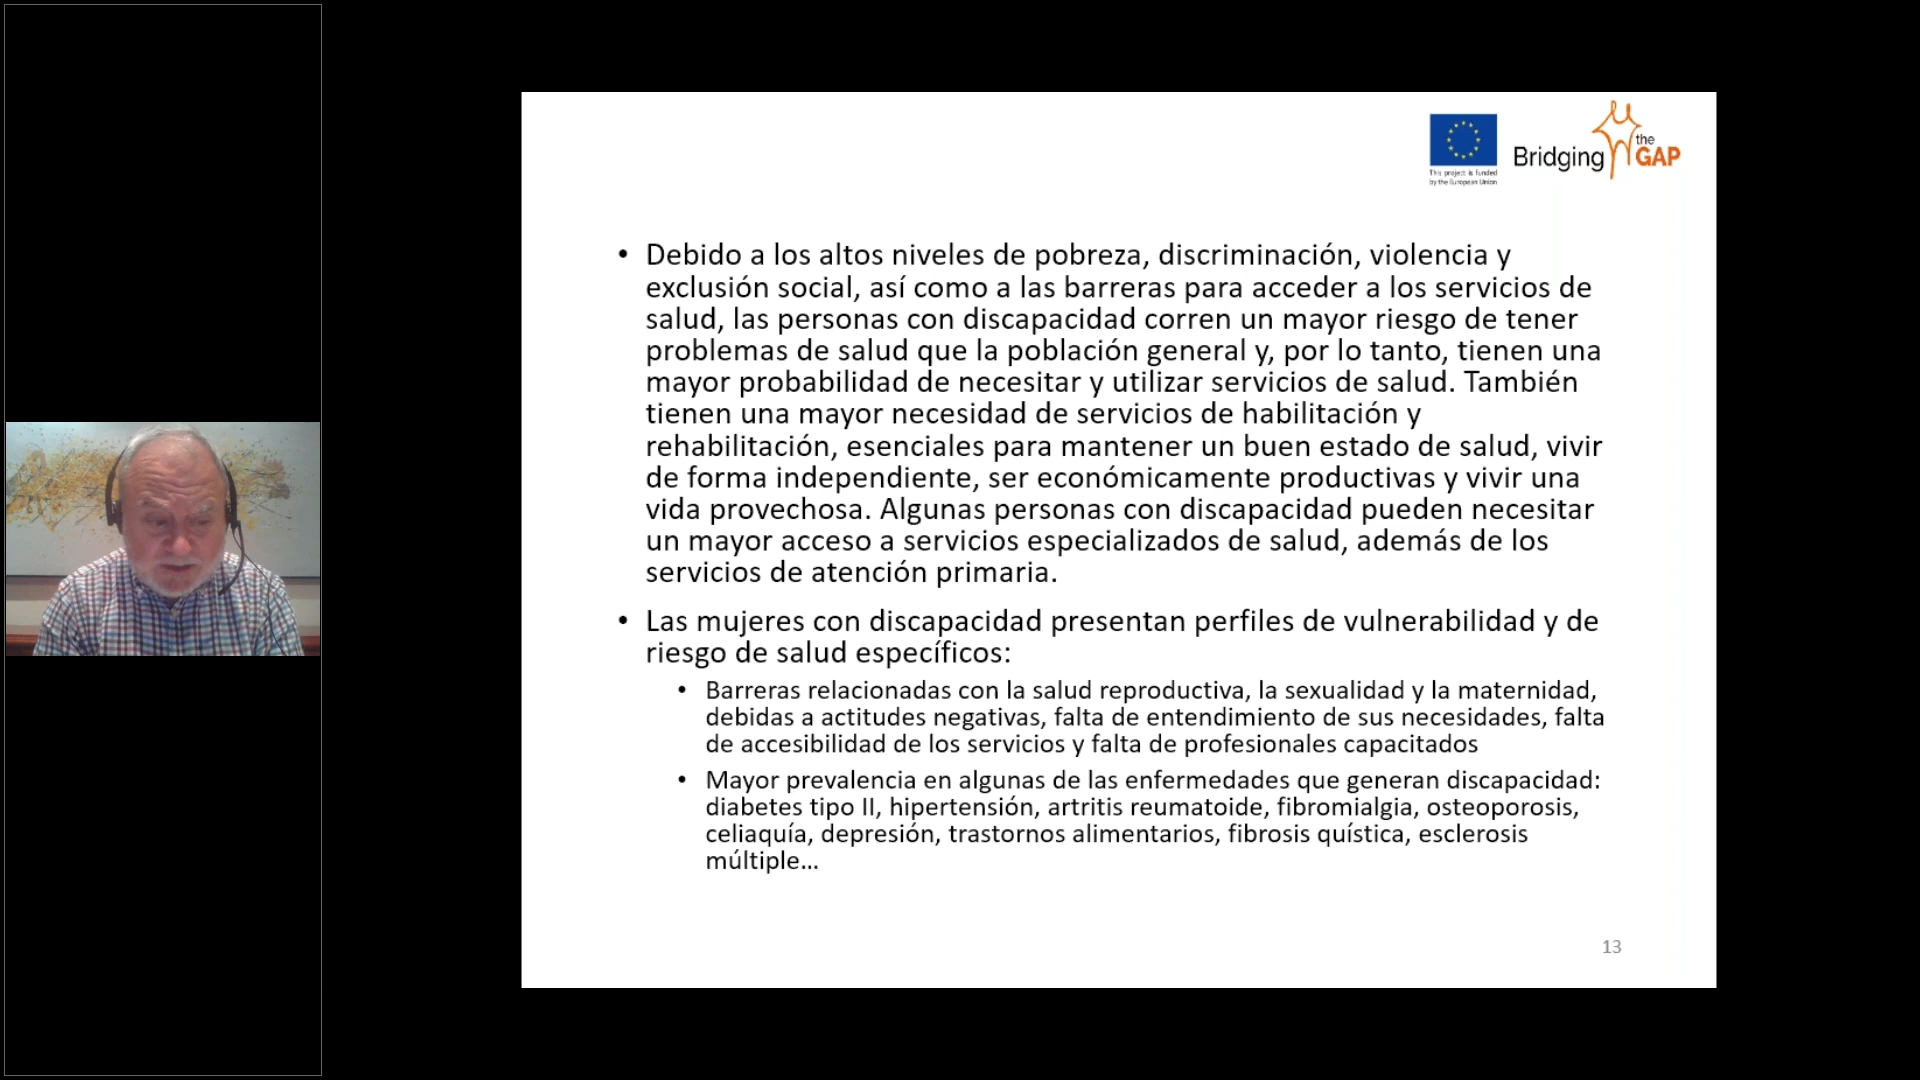 This project is funded
by the European Union
Bridging the GAP
• Debido a los altos niveles de pobreza, discriminación, violencia y
exclusión social, así como a las barreras para acceder a los servicios de
salud, las personas con discapacidad corren un mayor riesgo de tener
problemas de salud que la población general y, por lo tanto, tienen una
mayor probabilidad de necesitar y utilizar servicios de salud. También
tienen una mayor necesidad de servicios de habilitación y
rehabilitación, esenciales para mantener un buen estado de salud, vivir
de forma independiente, ser económicamente productivas y vivir una
vida provechosa. Algunas personas con discapacidad pueden necesitar
un mayor acceso a servicios especializados de salud, además de los
servicios de atención primaria.
• Las mujeres con discapacidad presentan perfiles de vulnerabilidad y de
riesgo de salud específicos:
• Barreras relacionadas con la salud reproductiva, la sexualidad y la maternidad,
debidas a actitudes negativas, falta de entendimiento de sus necesidades, falta
de accesibilidad de los servicios y falta de profesionales capacitados
• Mayor prevalencia en algunas de las enfermedades que generan discapacidad:
diabetes tipo II, hipertensión, artritis reumatoide, fibromialgia, osteoporosis,
celiaquía, depresión, trastornos alimentarios, fibrosis quística, esclerosis
múltiple...
13